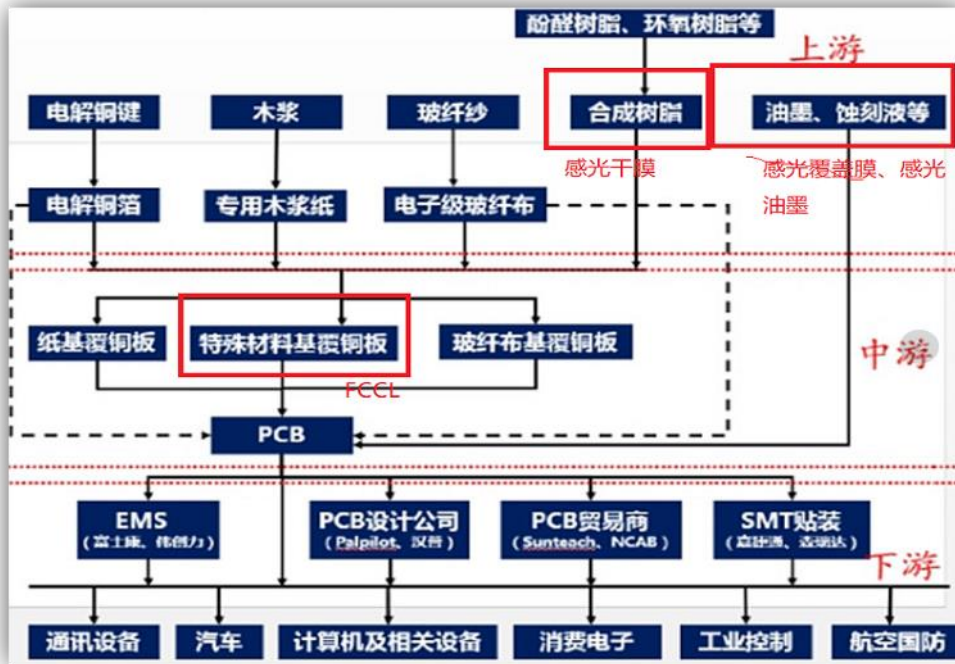 酚醛树脂、环氧树脂等
上游
电解铜键
木浆
玻纤纱
合成树脂
油墨、蚀刻液等
感光干膜
感光覆盖膜、感光
油墨
电解铜箔
专用木浆纸
电子级玻纤布
纸基覆铜板
特殊材料基覆铜板
玻纤布基覆铜板
中游
FCCL
PCB
EMS
(富士康、伟创力)
PCB设计公司
(Palpilot、汉普)
PCB贸易商
(Sunteach、NCAB)
SMT贴装
下游
通讯设备
汽车
计算机及相关设备
消费电子
工业控制
航空国防